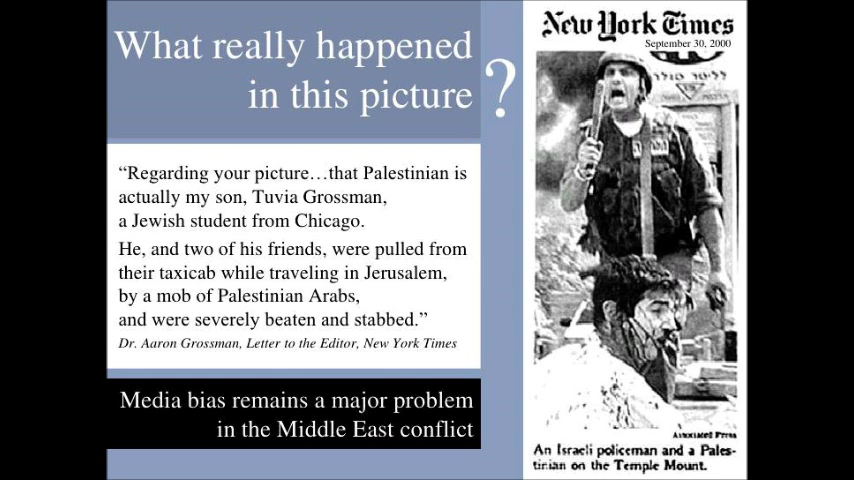 What really happened
in this picture
?
“Regarding your picture…that Palestinian is
actually my son, Tuvia Grossman,
a Jewish student from Chicago.
He, and two of his friends, were pulled from
their taxicab while traveling in Jerusalem,
by a mob of Palestinian Arabs,
and were severely beaten and stabbed.”
Dr. Aaron Grossman, Letter to the Editor, New York Times
Media bias remains a major problem
in the Middle East conflict
New York Times
September 30, 2000
Associated Press
An Israeli policeman and a Pales-
tinian on the Temple Mount.